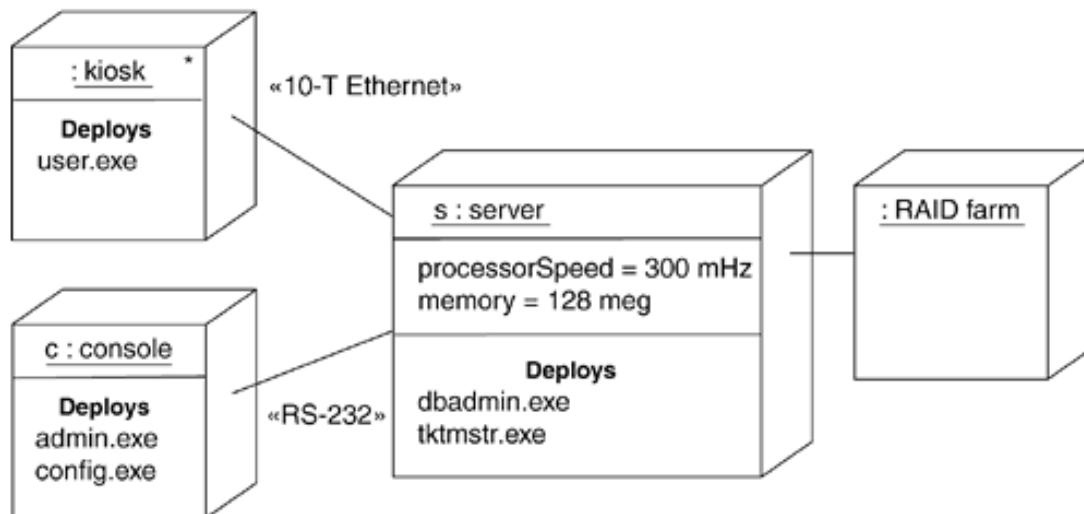 : kiosk *
Deploys
user.exe
«10-T Ethernet»
c : console
Deploys
admin.exe
config.exe
«RS-232»
s : server
processorSpeed = 300 mHz
memory = 128 meg
Deploys
dbadmin.exe
tktmstr.exe
: RAID farm